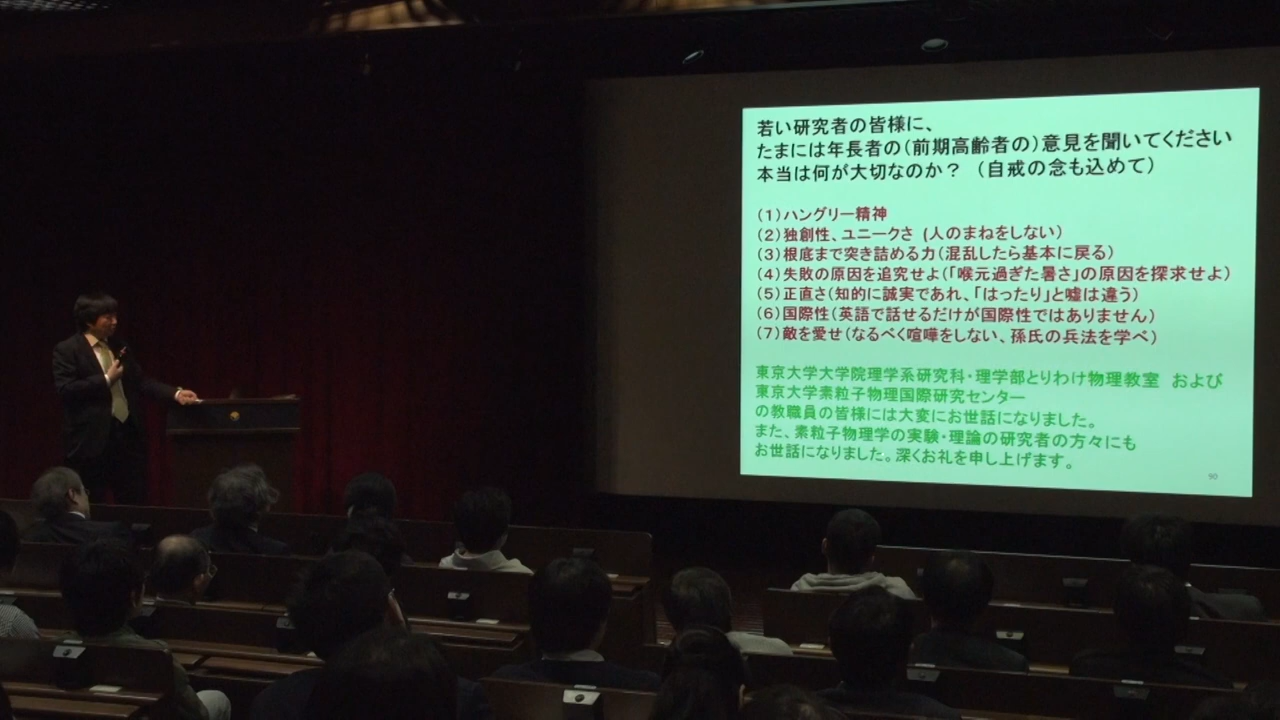 若い研究者の皆様に、
たまには年長者の（前期高齢者の）意見を聞いてください
本当は何が大切なのか？（自戒の念も込めて）
（１）ハングリー精神
（２）独創性、ユニークさ (人のまねをしない）
（３）根底まで突き詰める力（混乱したら基本に戻る）
（４）失敗の原因を追究せよ（「喉元過ぎた暑さ」の原因を探求せよ）
（５）正直さ（知的に誠実であれ、「はったり」と嘘は違う）
（６）国際性（英語で話せるだけが国際性ではありません）
（７）敵を愛せ（なるべく喧嘩をしない、孫氏の兵法を学べ）
東京大学大学院理学系研究科・理学部とりわけ物理教室　および
東京大学素粒子物理国際研究センター
の教職員の皆様には大変にお世話になりました。
また、素粒子物理学の実験・理論の研究者の方々にも
お世話になりました。深くお礼を申し上げます。
90